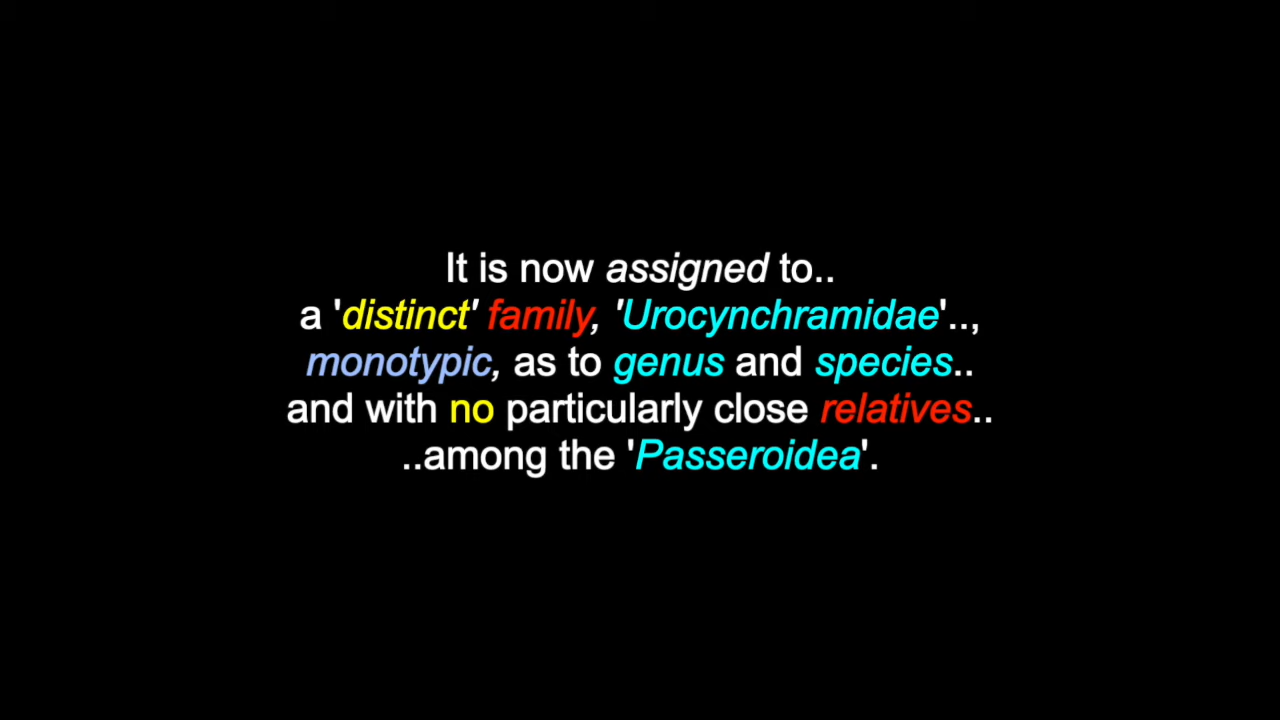 It is now assigned to..
a 'distinct' family, 'Urocynchramidae'..,
monotypic, as to genus and species..
and with no particularly close relatives..
..among the 'Passeroidea'.